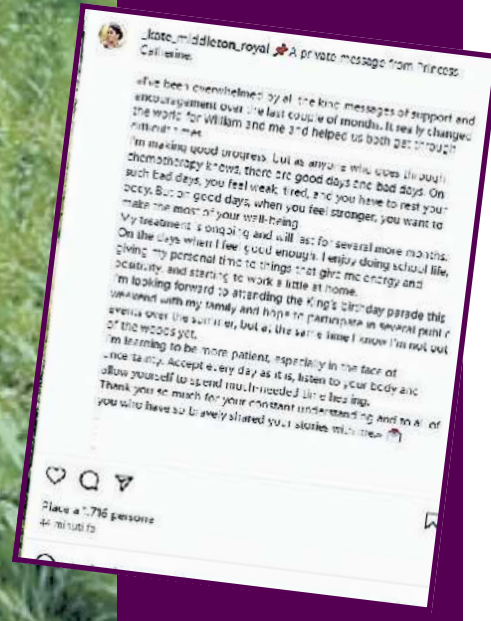 _kate_middleton_royal 📌A private message from Princess
Catherine.
«I've been overwhelmed by all the kind messages of support and
encouragement over the last couple of months. It really changed
the world for William and me and helped us both get through
difficult times.
I'm making good progress, but as anyone who goes through
chemotherapy knows, there are good days and bad days. On
such bad days, you feel weak, tired, and you have to rest your
body. But on good days, when you feel stronger, you want to
make the most of your well-being.
My treatment is ongoing and will last for several more months.
On the days when I feel good enough, I enjoy doing school life,
giving my personal time to things that give me energy and
positivity, and starting to work a little at home.
I'm looking forward to attending the King's birthday parade this
weekend with my family and hope to participate in several public
events over the summer, but at the same time I know I'm not out
of the woods yet.
I'm learning to be more patient, especially in the face of
uncertainty. Accept every day as it is, listen to your body and
allow yourself to spend much-needed time healing.
Thank you so much for your constant understanding and to all of
you who have so bravely shared your stories with me»
Piace a 1.716 persone
44 minuti fa